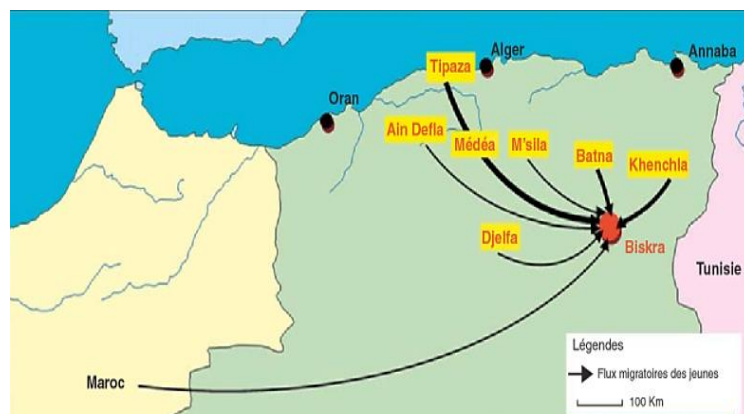 Alger
Annaba
Tipaza
Oran
Ain Defla
Médéa
M'sila
Batna
Khenchla
Djelfa
Biskra
Tunisie
Maroc
Légendes
Flux migratoires des jeunes
100 Km